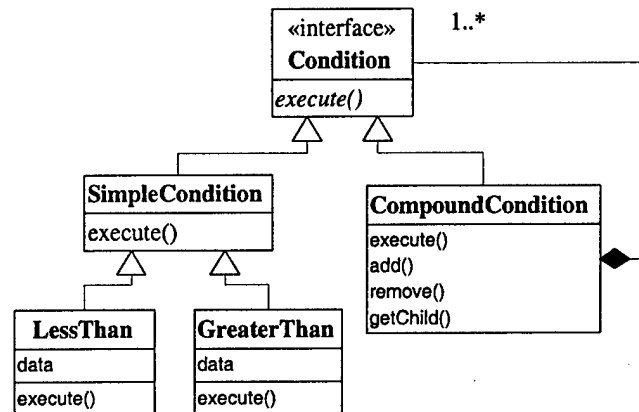 «interface»
Condition
execute()
1..*
SimpleCondition
execute()
CompoundCondition
execute()
add()
remove()
getChild()
LessThan
data
execute()
GreaterThan
data
execute()